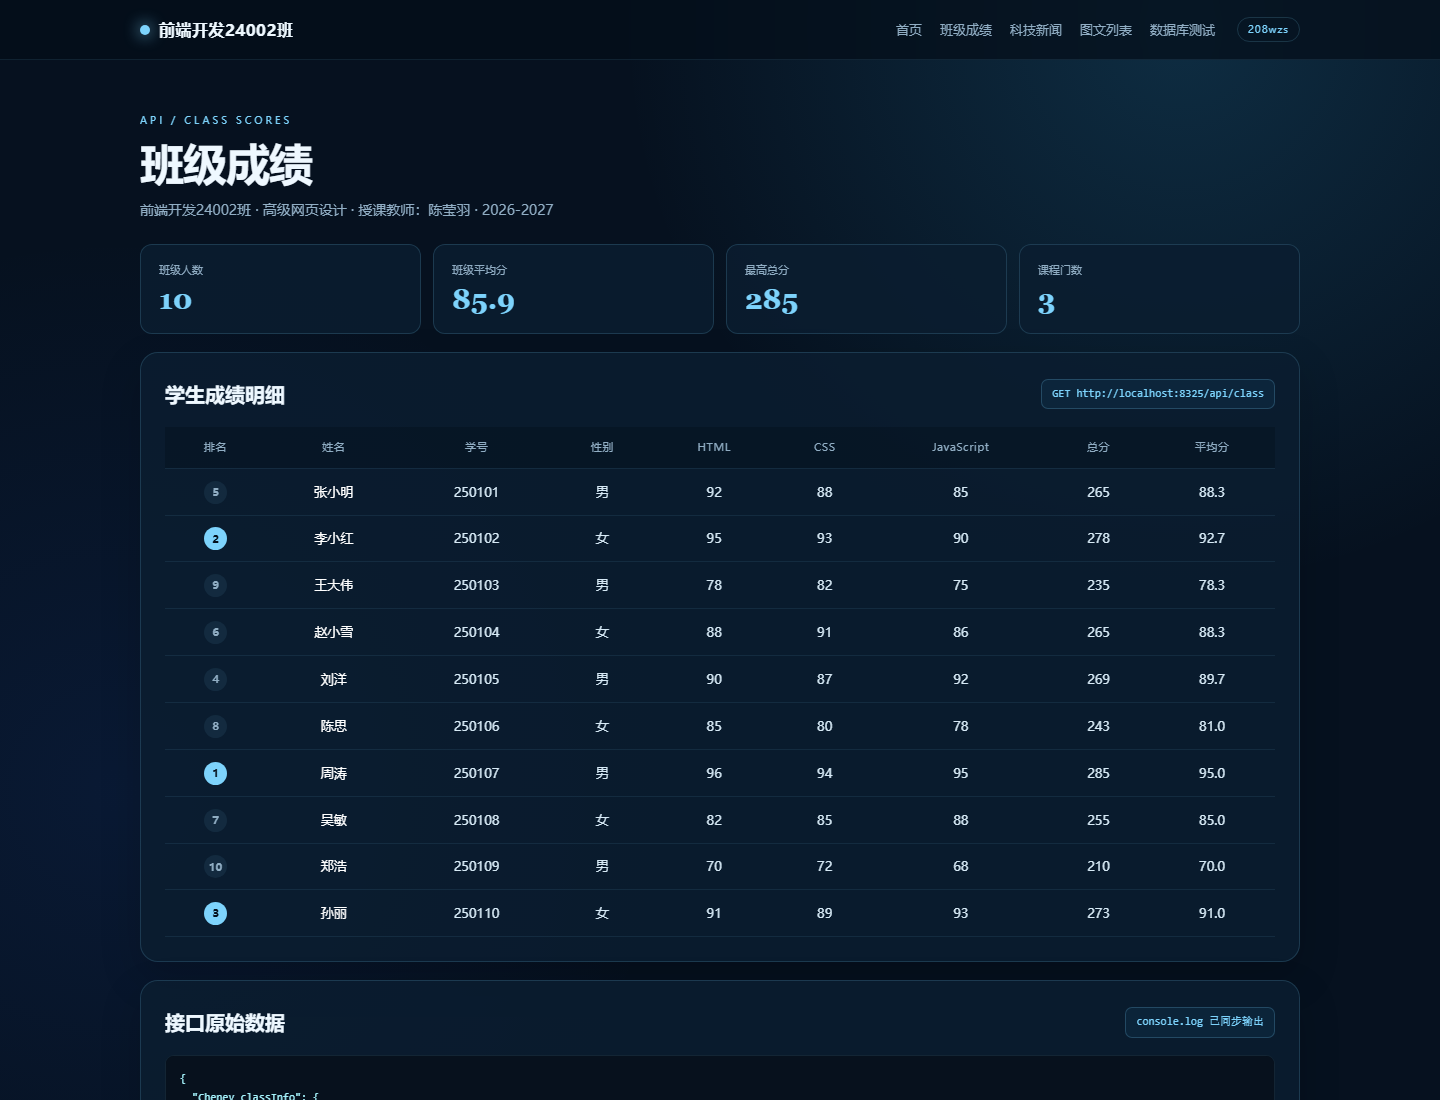 前端开发24002班
首页 班级成绩 科技新闻 图文列表 数据库测试 208wzs
API / CLASS SCORES
班级成绩
前端开发24002班 · 高级网页设计 · 授课教师：陈莹羽 · 2026-2027
班级人数 班级平均分 最高总分 课程门数
10 85.9 285 3
学生成绩明细 GET http://localhost:8325/api/class
排名 姓名 学号 性别 HTML CSS JavaScript 总分 平均分
5 张小明 250101 男 92 88 85 265 88.3
2 李小红 250102 女 95 93 90 278 92.7
9 王大伟 250103 男 78 82 75 235 78.3
6 赵小雪 250104 女 88 91 86 265 88.3
4 刘洋 250105 男 90 87 92 269 89.7
8 陈思 250106 女 85 80 78 243 81.0
1 周涛 250107 男 96 94 95 285 95.0
7 吴敏 250108 女 82 85 88 255 85.0
10 郑浩 250109 男 70 72 68 210 70.0
3 孙丽 250110 女 91 89 93 273 91.0
接口原始数据 console.log 已同步输出
{
"Cheney_classInfo": {